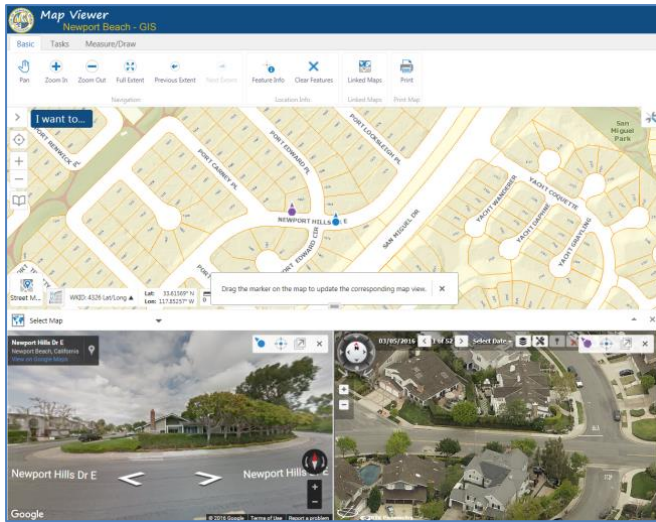 Map Viewer
Newport Beach - GIS
Basic Tasks Measure/Draw
Pan Zoom In Zoom Out Full Extent Previous Extent Next Extent Feature Info Clear Features Linked Maps Print
Navigation Location Info Linked Maps Print Map
I want to...
San
Miguel
Park
PORT RENWICK
PORT CARNEY PL
PORT EDWARD PL
PORT LOCKLEIGH PL
NEWPORT HILLS E
PORT EDWARD CIR
SAN MIGUEL DR
YACHT WANDERER
YACHT DAPHNE
YACHT COQUETTE
YACHT GRAYLING
Street M...
WKID: 4326 Lat/Long
Lat: 33.61569° N
Lon: 117.85257° W
0
Drag the marker on the map to update the corresponding map view.
Select Map
Newport Hills Dr E
Newport Beach, California
View on Google Maps
Newport Hills Dr E
Newport Hills Dr E
Google
© 2016 Google Terms of Use Report a problem
03/05/2016 1 of 52 Select Date